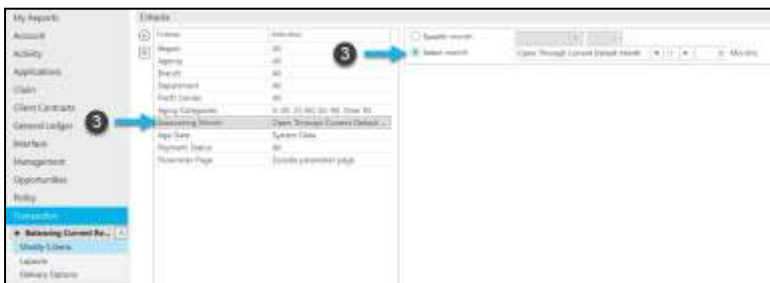 My Reports
Account
Activity
Applications
Claim
Client Contracts
General Ledger
Interface
Management
Opportunities
Policy
Transaction
Balancing Current Re...
Modify Criteria
Layouts
Delivery Options
Criteria
Criteria Selection
Region All
Agency All
Branch All
Department All
Profit Center All
Aging Categories
Accounting Month Open Through Current Default ...
Age Date System Date
Payment Status All
Parameter Page Exclude parameter page
3
3
Specific month
Select month Open Through Current Default Month Months